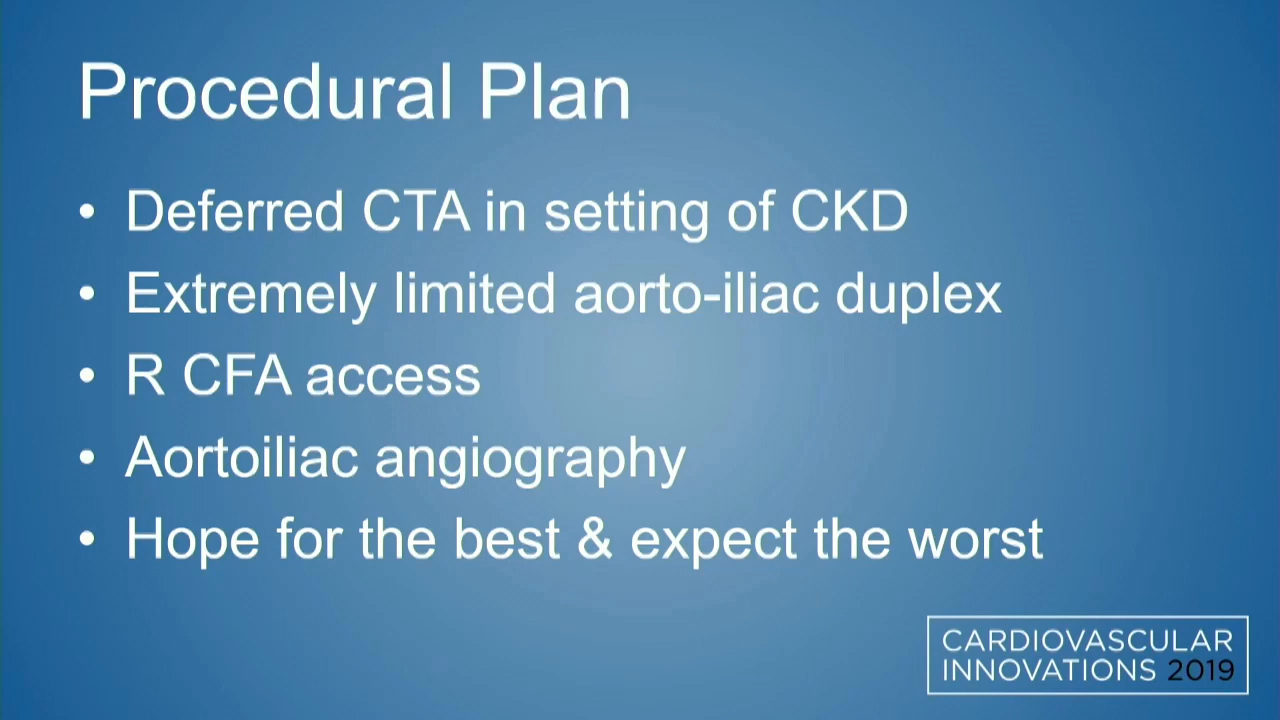 Procedural Plan
• Deferred CTA in setting of CKD
• Extremely limited aorto-iliac duplex
• R CFA access
• Aortoiliac angiography
• Hope for the best & expect the worst
CARDIOVASCULAR
INNOVATIONS 2019